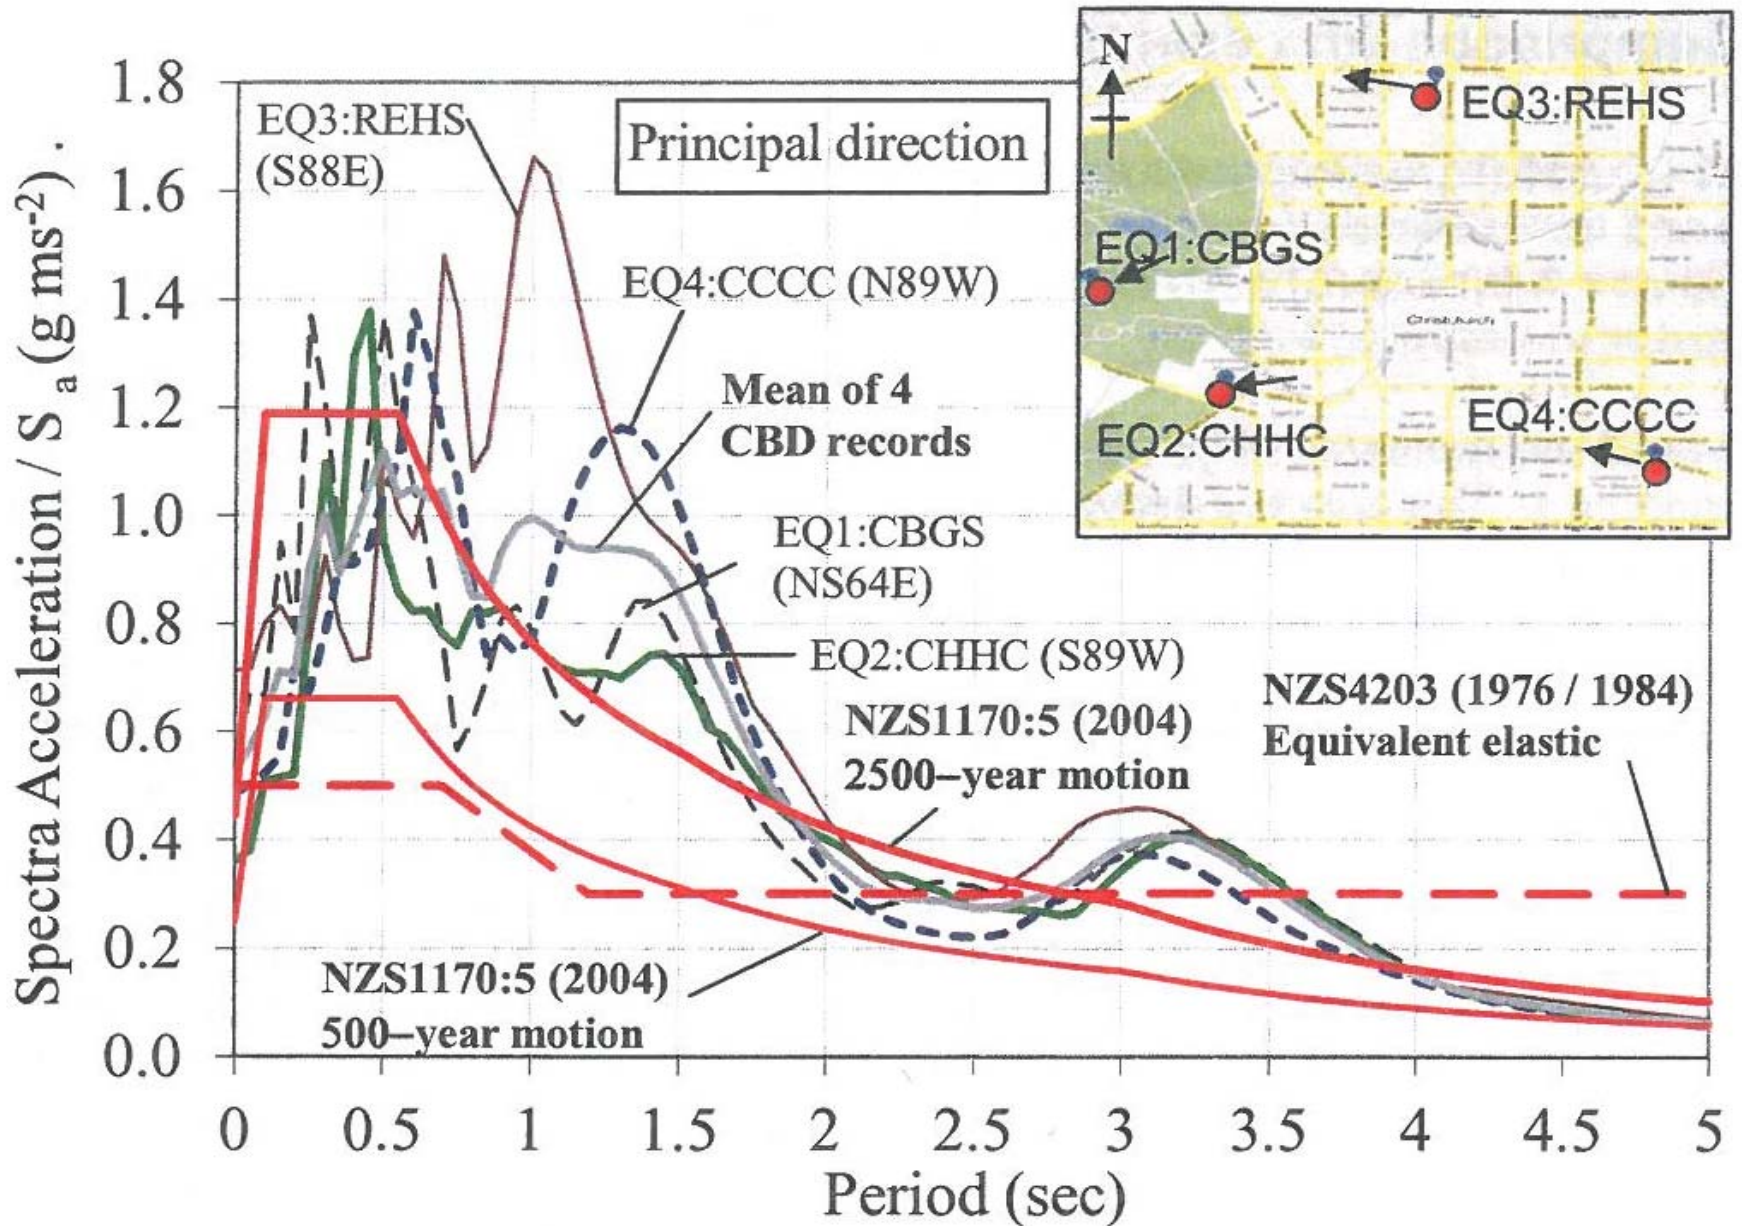 Spectra Acceleration / S a (g ms-2) .
1.8
1.6
1.4
1.2
1.0
0.8
0.6
0.4
0.2
0.0
EQ3:REHS
(S88E)
Principal direction
EQ4:CCCC (N89W)
Mean of 4
CBD records
EQ1:CBGS
(NS64E)
EQ2:CHHC (S89W)
NZS1170:5 (2004)
2500–year motion
NZS4203 (1976 / 1984)
Equivalent elastic
NZS1170:5 (2004)
500–year motion
0 0.5 1 1.5 2 2.5 3 3.5 4 4.5 5
Period (sec)
N
EQ3:REHS
EQ1:CBGS
Christchurch
EQ2:CHHC
EQ4:CCCC